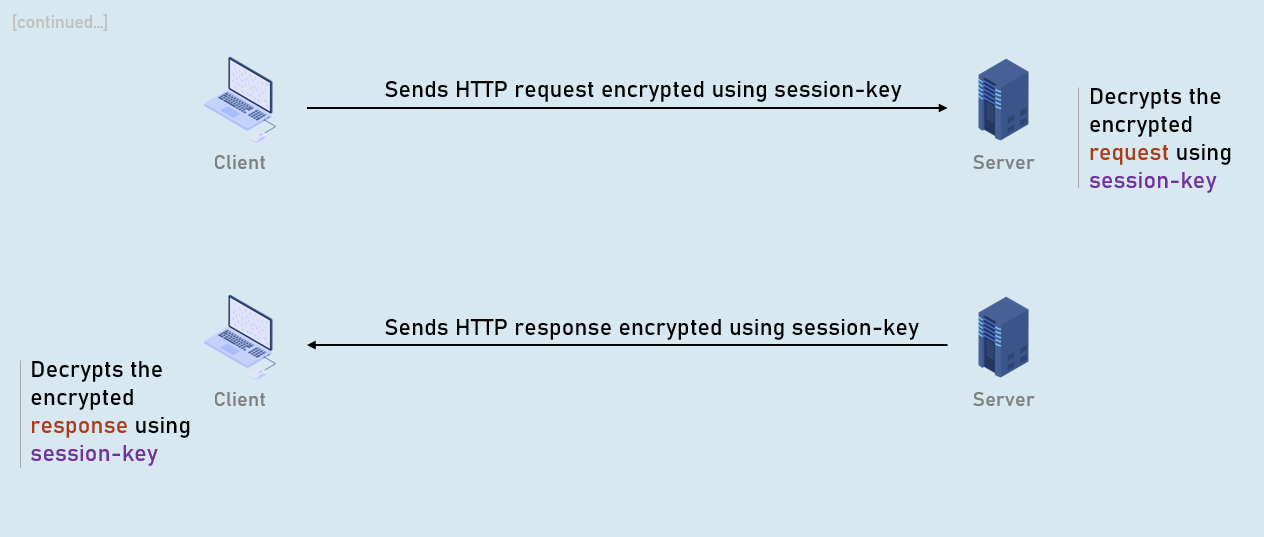 [continued...]
Sends HTTP request encrypted using session-key
Client
Server
Decrypts the
encrypted
request using
session-key
Sends HTTP response encrypted using session-key
Client
Server
Decrypts the
encrypted
response using
session-key